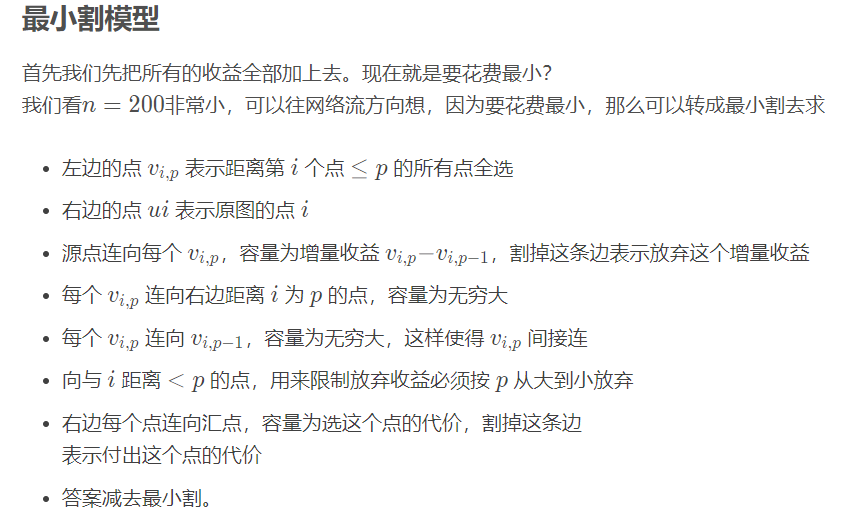 最小割模型
首先我们先把所有的收益全部加上去。现在就是要花费最小？
我们看n = 200非常小，可以往网络流方向想，因为要花费最小，那么可以转成最小割去求
• 左边的点 v_{i,p} 表示距离第 i 个点 ≤ p 的所有点全选
• 右边的点 ui 表示原图的点 i
• 源点连向每个 v_{i,p}，容量为增量收益 v_{i,p}−v_{i,p−1}，割掉这条边表示放弃这个增量收益
• 每个 v_{i,p} 连向右边距离 i 为 p 的点，容量为无穷大
• 每个 v_{i,p} 连向 v_{i,p−1}，容量为无穷大，这样使得 v_{i,p} 间接连
• 向与 i 距离 < p 的点，用来限制放弃收益必须按 p 从大到小放弃
• 右边每个点连向汇点，容量为选这个点的代价，割掉这条边
表示付出这个点的代价
• 答案减去最小割。